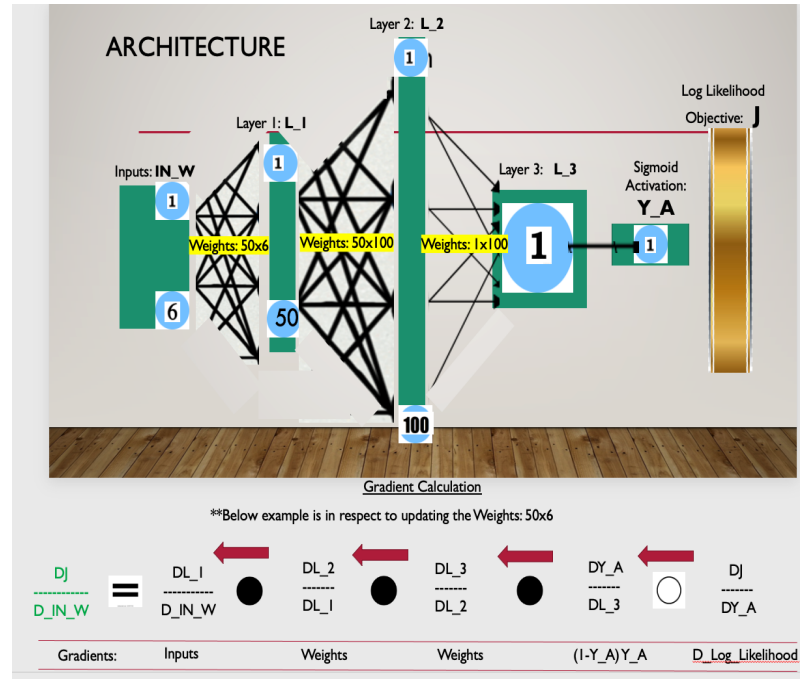 ARCHITECTURE
Layer 2: L_2
1
Log Likelihood
Objective: J
Layer 1: L_1
1
Inputs: IN_W
1
Layer 3: L_3
Sigmoid
Activation:
Y_A
Weights: 50x6
Weights: 50x100
Weights: 1x100
1
1
6
50
100
Gradient Calculation
**Below example is in respect to updating the Weights: 50x6
DJ
------------
D_IN_W
=
DL_1
-----------
D_IN_W
DL_2
-------
DL_1
DL_3
-------
DL_2
DY_A
-------
DL_3
DJ
-------
DY_A
Gradients: Inputs Weights Weights (1-Y_A) Y_A D_Log_Likelihood